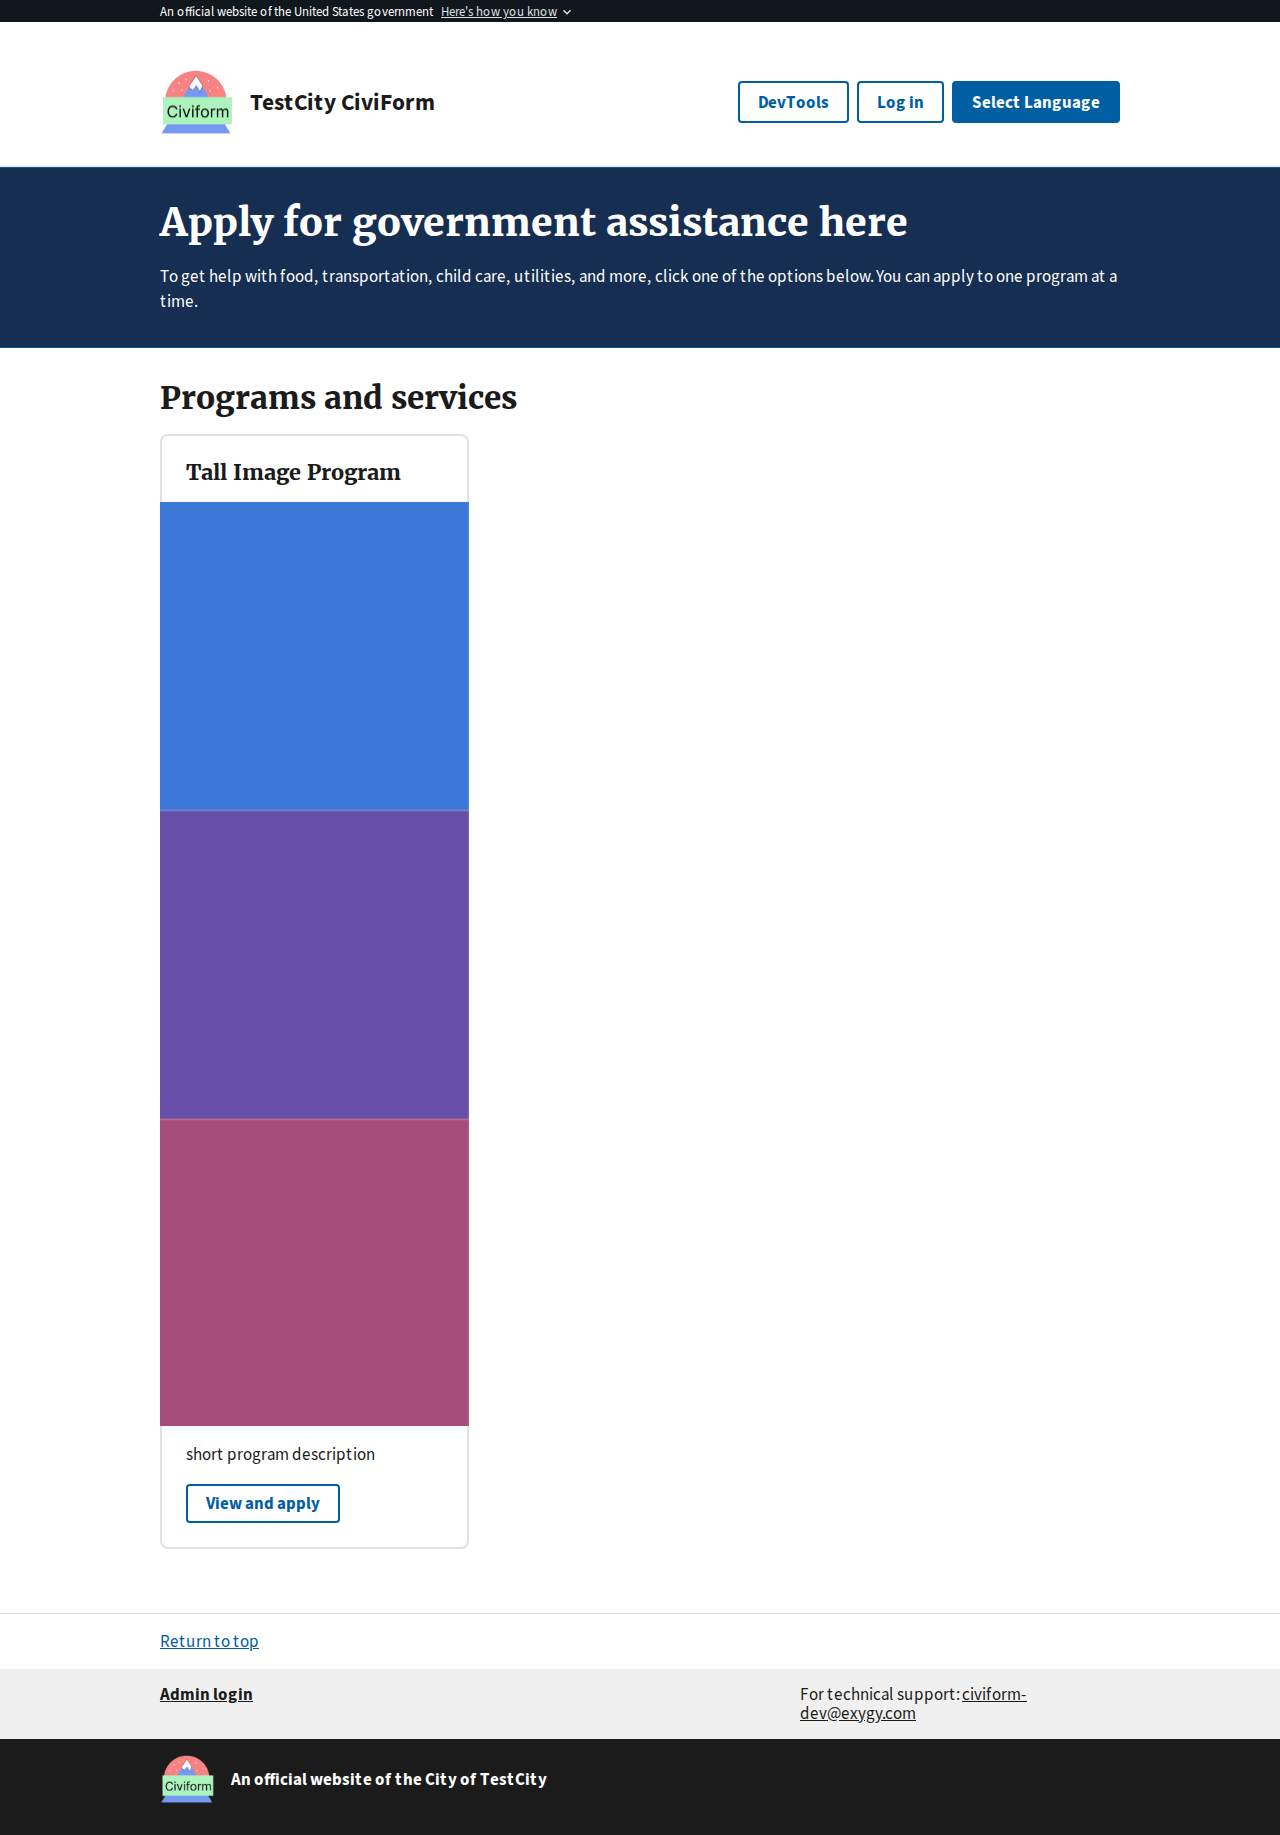 An official website of the United States government Here's how you know
Civiform
TestCity CiviForm
DevTools
Log in
Select Language
Apply for government assistance here
To get help with food, transportation, child care, utilities, and more, click one of the options below. You can apply to one program at a
time.
Programs and services
Tall Image Program
short program description
View and apply
Return to top
Admin login
For technical support: civiform-
dev@exygy.com
Civiform
An official website of the City of TestCity